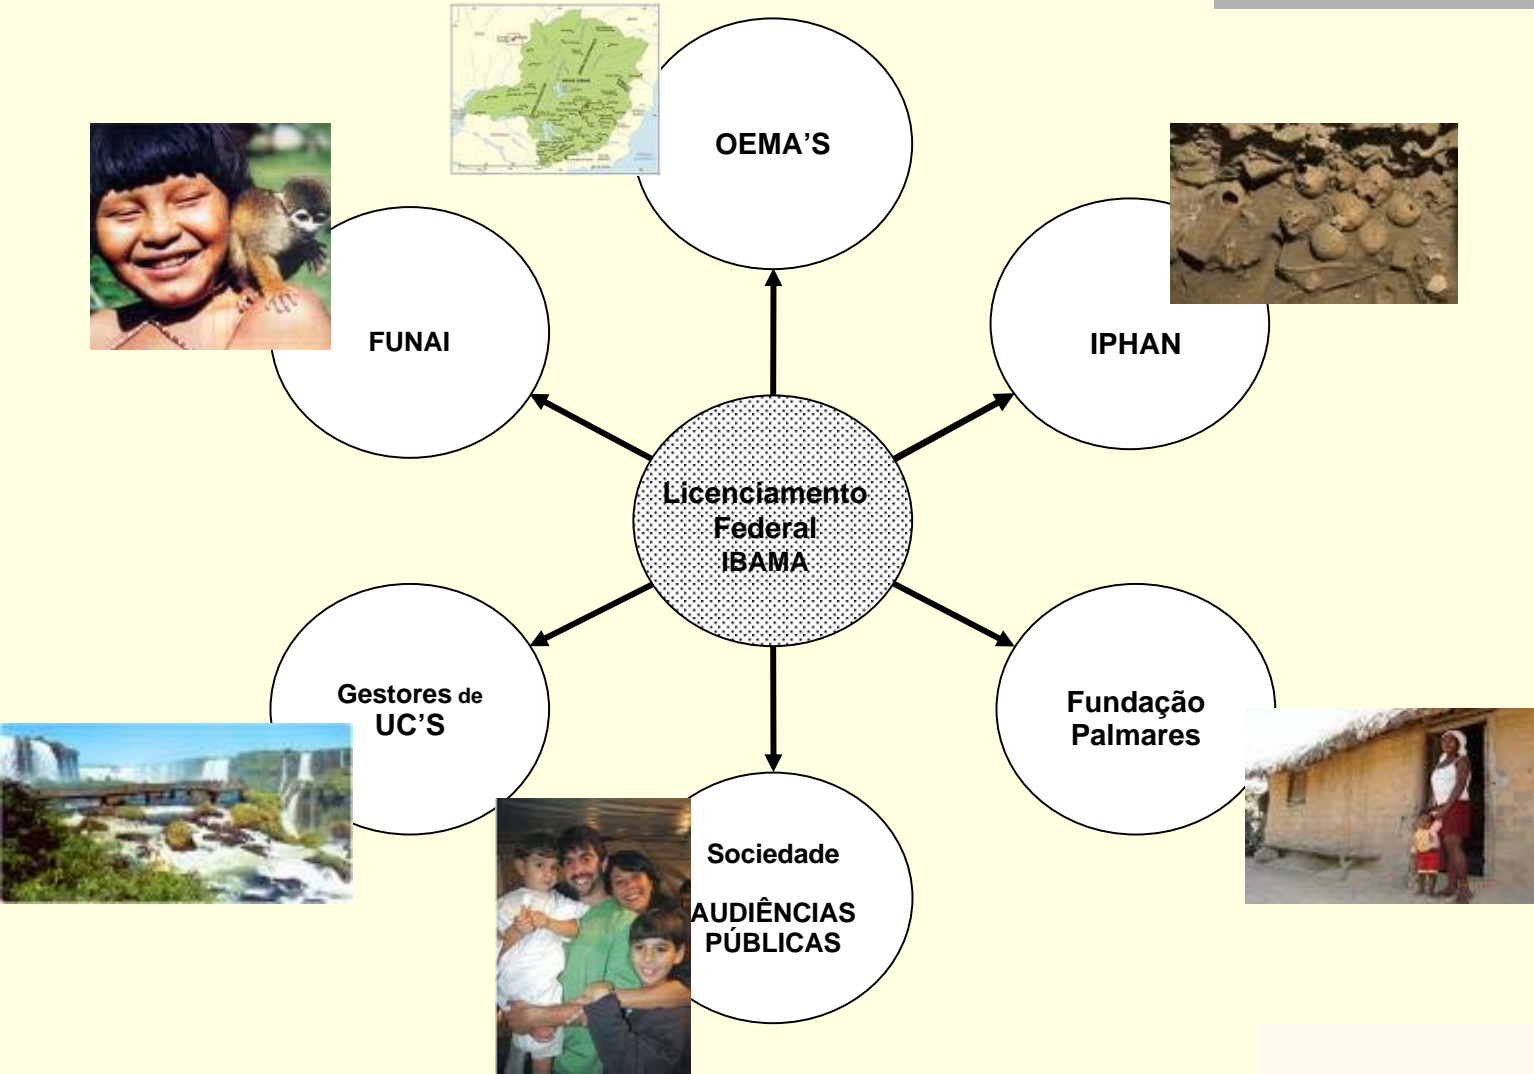 OEMA'S
FUNAI
IPHAN
Licenciamento
Federal
IBAMA
Gestores de
UC'S
Fundação
Palmares
Sociedade
AUDIÊNCIAS
PÚBLICAS